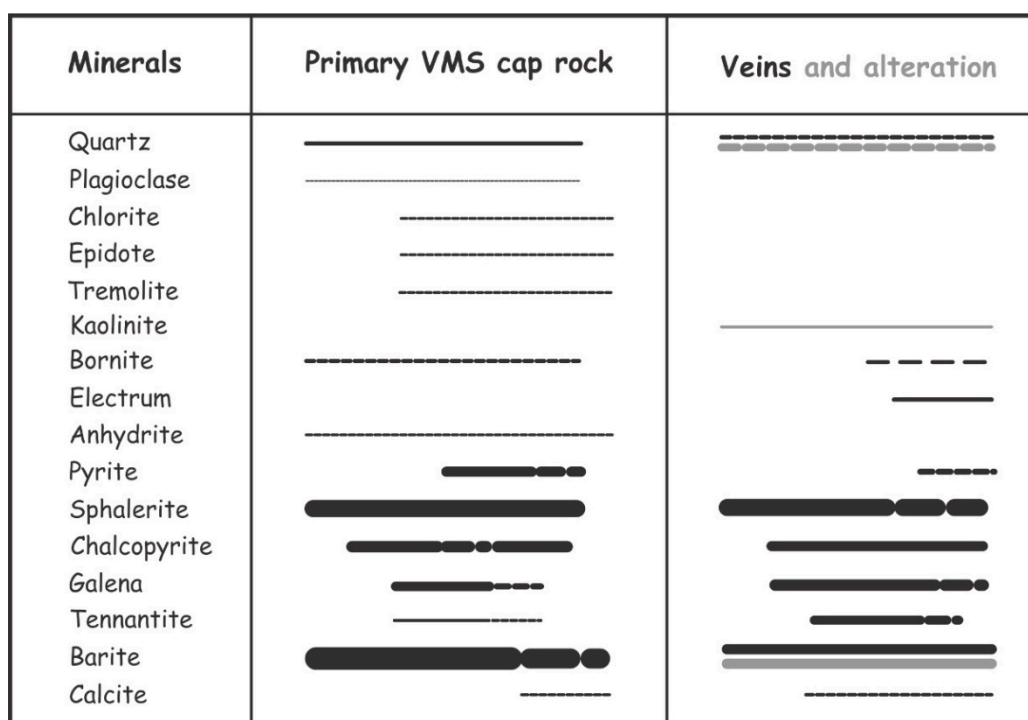 Minerals
Primary VMS cap rock
Veins and alteration
Quartz
Plagioclase
Chlorite
Epidote
Tremolite
Kaolinite
Bornite
Electrum
Anhydrite
Pyrite
Sphalerite
Chalcopyrite
Galena
Tennantite
Barite
Calcite